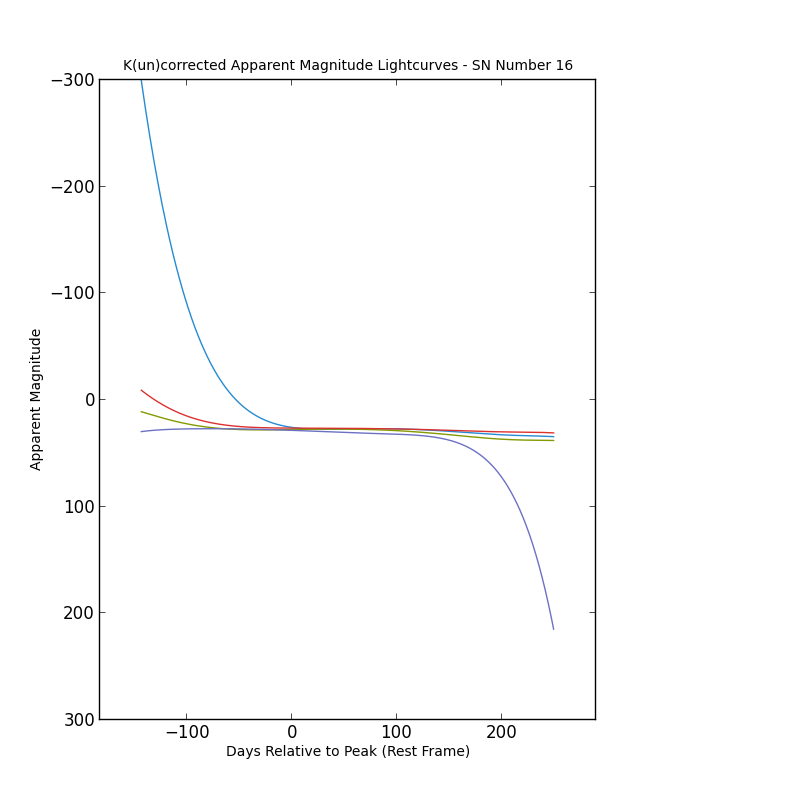 K(un)corrected Apparent Magnitude Lightcurves - SN Number 16
−300
−200
−100
0
100
200
300
Apparent Magnitude
−100 0 100 200
Days Relative to Peak (Rest Frame)